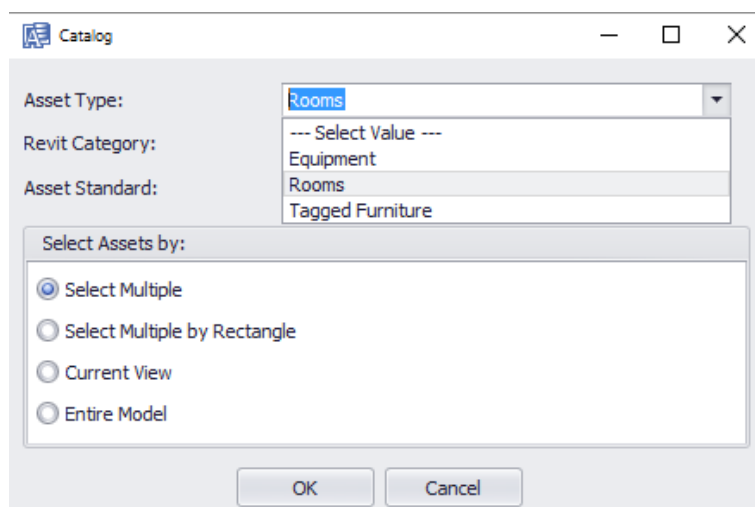 Catalog
Asset Type:
Rooms
--- Select Value ---
Revit Category:
Equipment
Asset Standard:
Rooms
Tagged Furniture
Select Assets by:
Select Multiple
Select Multiple by Rectangle
Current View
Entire Model
OK
Cancel